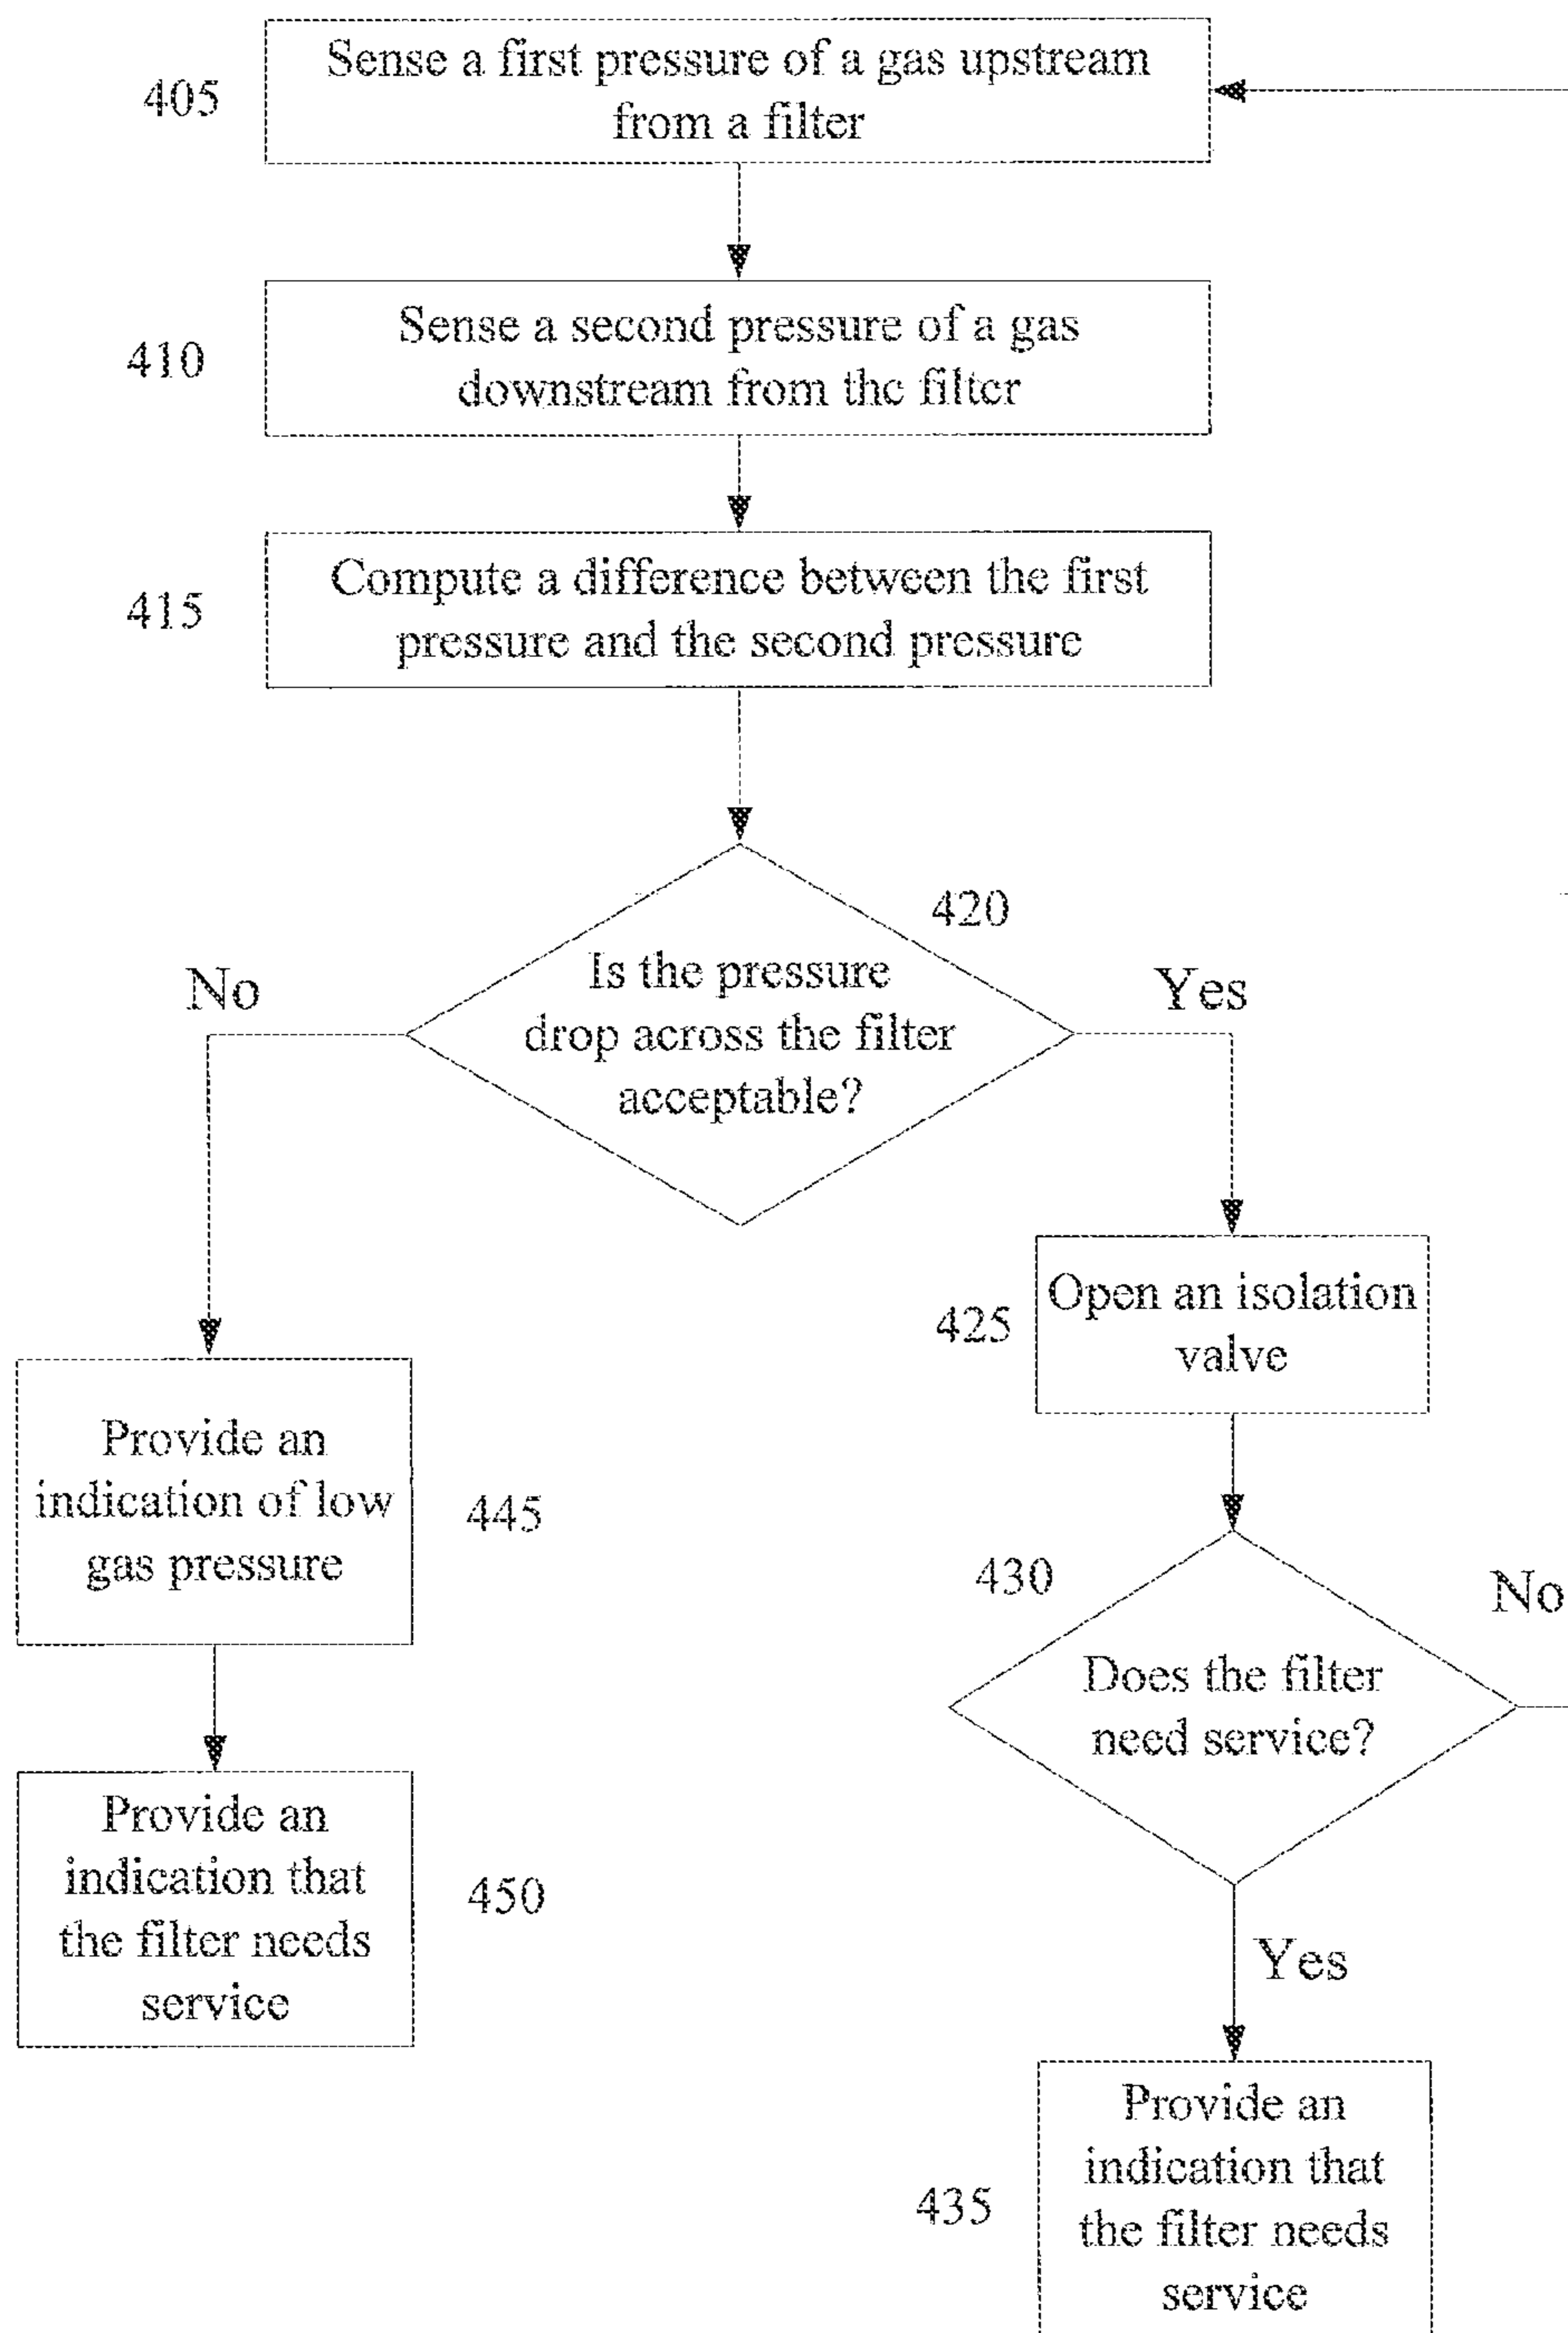 Sense a first pressure of a gas upstream
from a filter
405
Sense a second pressure of a gas
downstream from the filter
410
Compute a difference between the first
pressure and the second pressure
415
420
Is the pressure
drop across the filter
acceptable?
No
Yes
Open an isolation
valve
425
Provide an
indication of low
gas pressure
445
430
Does the filter
need service?
No
Provide an
indication that
the filter needs
service
450
Yes
Provide an
indication that
the filter needs
service
435